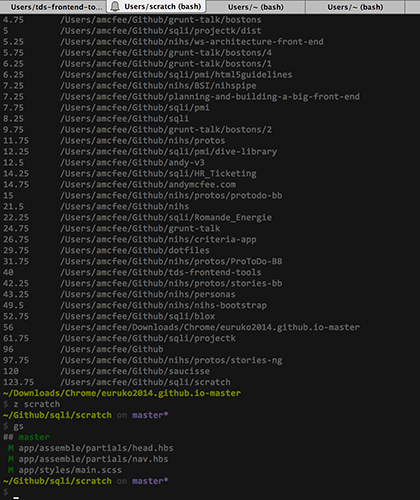 Users/tds-frontend-to... Users/scratch (bash) Users/~ (bash) Users/~ (bash)
4.75 /Users/amcfee/Github/grunt-talk/bostons
5 /Users/amcfee/Github/sqli/projectk/dist
5.25 /Users/amcfee/Github/nihs/ws-architecture-front-end
5.75 /Users/amcfee/Github/grunt-talk/bostons/4
6.25 /Users/amcfee/Github/grunt-talk/bostons/1
6.25 /Users/amcfee/Github/sqli/pmi/html5guidelines
7.25 /Users/amcfee/Github/nihs/BSI/nihspipe
7.25 /Users/amcfee/Github/planning-and-building-a-big-front-end
7.75 /Users/amcfee/Github/sqli/pmi
8.25 /Users/amcfee/Github/sqli
9.75 /Users/amcfee/Github/grunt-talk/bostons/2
11.75 /Users/amcfee/Github/nihs/protos
12.25 /Users/amcfee/Github/sqli/pmi/dive-library
12.5 /Users/amcfee/Github/andy-v3
14.25 /Users/amcfee/Github/sqli/HR_Ticketing
14.75 /Users/amcfee/Github/andymcfee.com
15 /Users/amcfee/Github/nihs/protos/protodo-bb
21.5 /Users/amcfee/Github/nihs
22.25 /Users/amcfee/Github/sqli/Romande_Energie
24.75 /Users/amcfee/Github/grunt-talk
26.75 /Users/amcfee/Github/nihs/criteria-app
29.75 /Users/amcfee/Github/dotfiles
31.75 /Users/amcfee/Github/nihs/protos/ProToDo-BB
40 /Users/amcfee/Github/tds-frontend-tools
42.25 /Users/amcfee/Github/nihs/protos/stories-bb
43.25 /Users/amcfee/Github/nihs/personas
49.5 /Users/amcfee/Github/nihs/nihs-bootstrap
52.75 /Users/amcfee/Github/sqli/blox
56 /Users/amcfee/Downloads/Chrome/euruko2014.github.io-master
61.75 /Users/amcfee/Github/sqli/projectk
96 /Users/amcfee/Github
97.75 /Users/amcfee/Github/nihs/protos/stories-ng
120 /Users/amcfee/Github/saucisse
123.75 /Users/amcfee/Github/sqli/scratch
~/Downloads/Chrome/euruko2014.github.io-master
$ z scratch
~/Github/sqli/scratch on master*
$ gs
## master
M app/assemble/partials/head.hbs
M app/assemble/partials/nav.hbs
M app/styles/main.scss
~/Github/sqli/scratch on master*
$